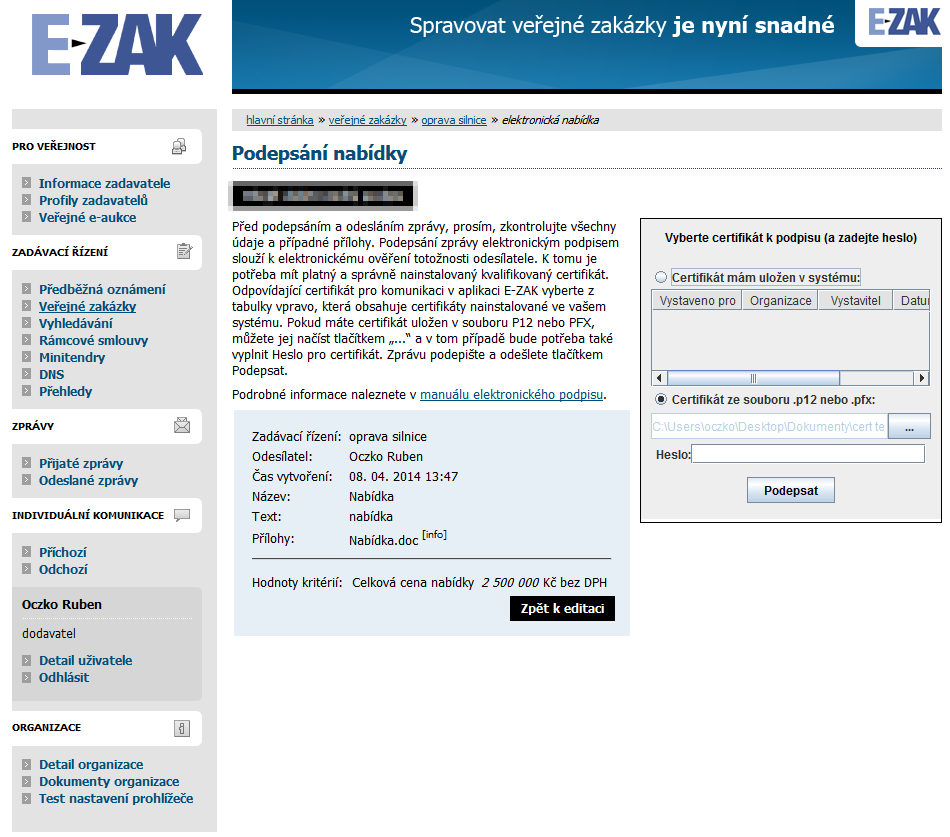 E-ZAK
Spravovat veřejné zakázky je nyní snadné
E-ZAK
PRO VEŘEJNOST
Informace zadavatele
Profily zadavatelů
Veřejné e-aukce
ZADÁVACÍ ŘÍZENÍ
Předběžná oznámení
Veřejné zakázky
Vyhledávání
Rámcové smlouvy
Minitendry
DNS
Přehledy
ZPRÁVY
Přijaté zprávy
Odeslané zprávy
INDIVIDUÁLNÍ KOMUNIKACE
Příchozí
Odchozí
Oczko Ruben
dodavatel
Detail uživatele
Odhlásit
ORGANIZACE
Detail organizace
Dokumenty organizace
Test nastavení prohlížeče
hlavní stránka » veřejné zakázky » oprava silnice » elektronická nabídka
Podepsání nabídky
Před podepsáním a odesláním zprávy, prosím, zkontrolujte všechny
údaje a případné přílohy. Podepsání zprávy elektronickým podpisem
slouží k elektronickému ověření totožnosti odesílatele. K tomu je
potřeba mít platný a správně nainstalovaný kvalifikovaný certifikát.
Odpovídající certifikát pro komunikaci v aplikaci E-ZAK vyberte z
tabulky vpravo, která obsahuje certifikáty nainstalované ve vašem
systému. Pokud máte certifikát uložen v souboru P12 nebo PFX,
můžete jej načíst tlačítkem „...“ a v tom případě bude potřeba také
vyplnit Heslo pro certifikát. Zprávu podepište a odešlete tlačítkem
Podepsat.
Podrobné informace naleznete v manuálu elektronického podpisu.
Zadávací řízení: oprava silnice
Odesílatel: Oczko Ruben
Čas vytvoření: 08. 04. 2014 13:47
Název: Nabídka
Text: nabídka
Přílohy: Nabídka.doc [info]
Hodnoty kritérií: Celková cena nabídky 2 500 000 Kč bez DPH
Zpět k editaci
Vyberte certifikát k podpisu (a zadejte heslo)
Certifikát mám uložen v systému:
Vystaveno pro Organizace Vystavitel Datu
Certifikát ze souboru .p12 nebo .pfx:
C:\Users\oczko\Desktop\Dokumenty\cert te ...
Heslo:
Podepsat